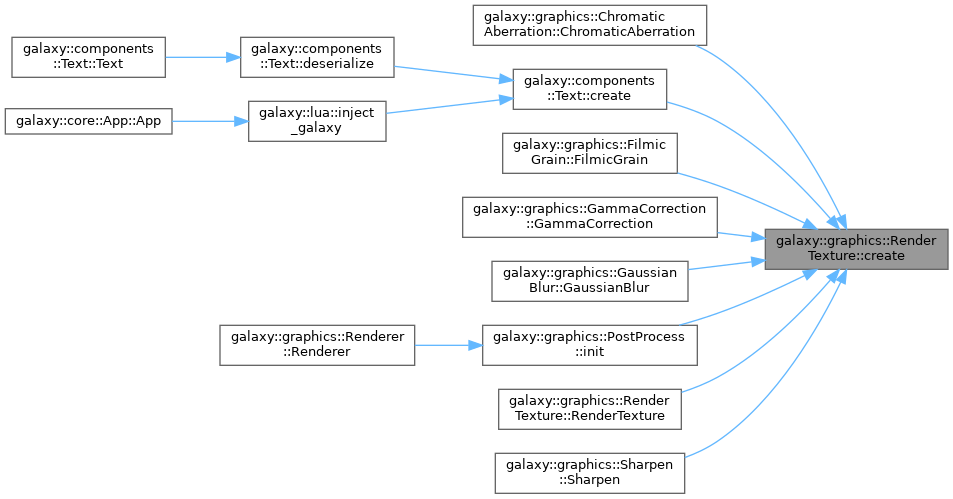 galaxy::graphics::Chromatic
Aberration::ChromaticAberration
galaxy::components
::Text::Text
galaxy::components
::Text::deserialize
galaxy::components
::Text::create
galaxy::core::App::App
galaxy::lua::inject
_galaxy
galaxy::graphics::Filmic
Grain::FilmicGrain
galaxy::graphics::GammaCorrection
::GammaCorrection
galaxy::graphics::Render
Texture::create
galaxy::graphics::Gaussian
Blur::GaussianBlur
galaxy::graphics::Renderer
::Renderer
galaxy::graphics::PostProcess
::init
galaxy::graphics::Render
Texture::RenderTexture
galaxy::graphics::Sharpen
::Sharpen